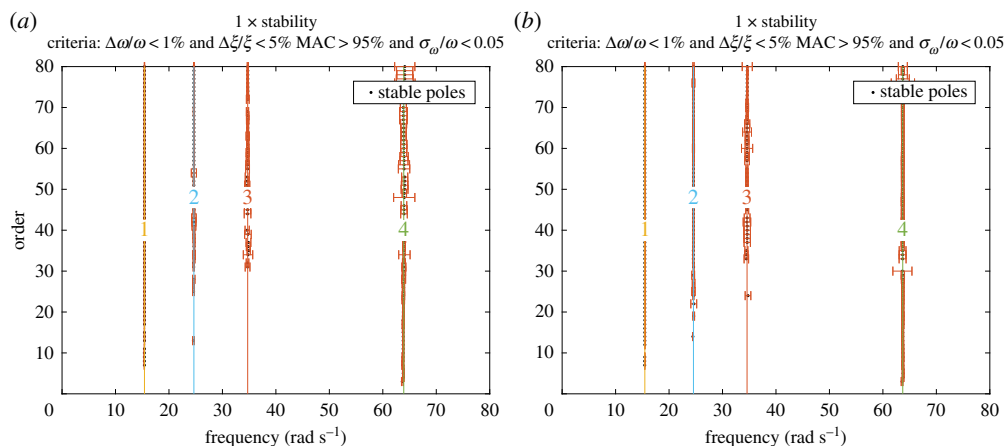 (a)
1 × stability
criteria: Δω/ω < 1% and Δξ/ξ < 5% MAC > 95% and σω/ω < 0.05
80
70
60
50
40
30
20
10
0
order
• stable poles
1
2
3
4
10 20 30 40 50 60 70 80
frequency (rad s⁻¹)
(b)
1 × stability
criteria: Δω/ω < 1% and Δξ/ξ < 5% MAC > 95% and σω/ω < 0.05
80
70
60
50
40
30
20
10
0
• stable poles
1
2
3
4
10 20 30 40 50 60 70 80
frequency (rad s⁻¹)